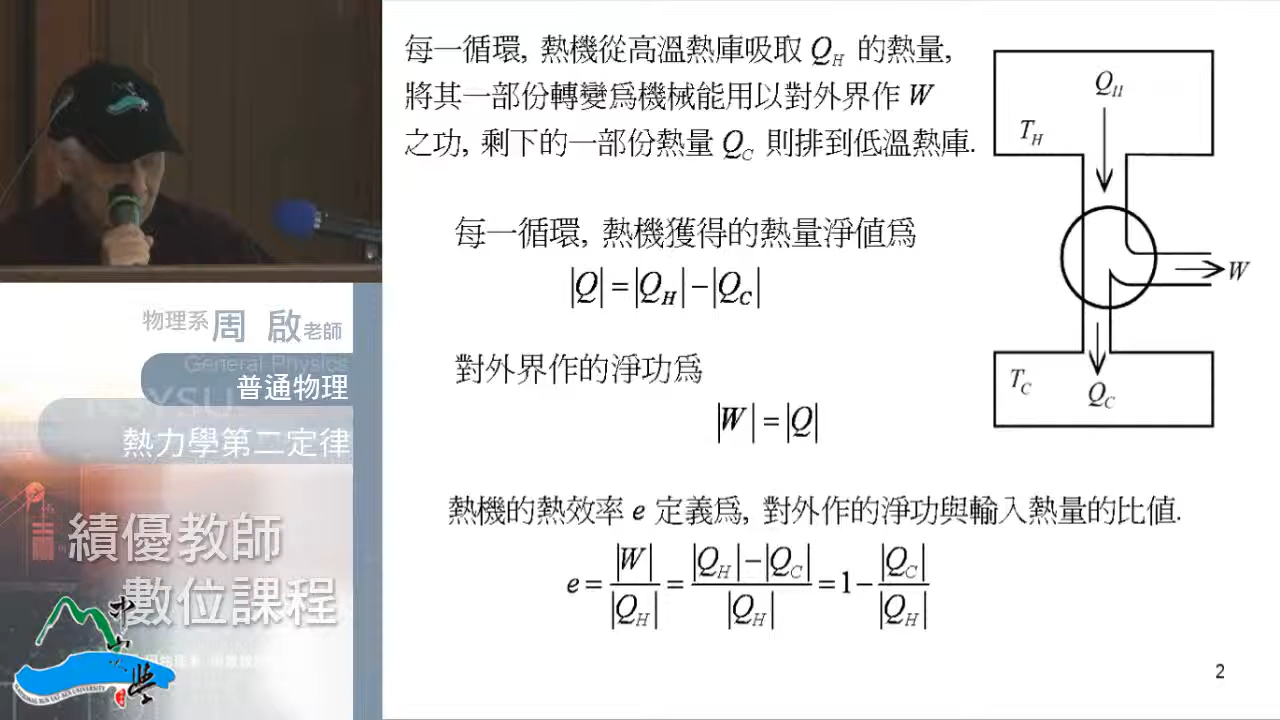 每一循環, 熱機從高溫熱庫吸取 Q_H 的熱量,
將其一部份轉變為機械能用以對外界作 W
之功, 剩下的一部份熱量 Q_C 則排到低溫熱庫.
每一循環, 熱機獲得的熱量淨值為
|Q| = |Q_H| − |Q_C|
對外界作的淨功為
|W| = |Q|
熱機的熱效率 e 定義為, 對外作的淨功與輸入熱量的比值.
e = |W| / |Q_H| = (|Q_H| − |Q_C|) / |Q_H| = 1 − |Q_C| / |Q_H|
Q_H
T_H
W
T_C
Q_C
2
物理系 周 啟 老師
General Physics
普通物理
NSYSU
熱力學第二定律
績優教師
數位課程
NATIONAL SUN YAT-SEN UNIVERSITY